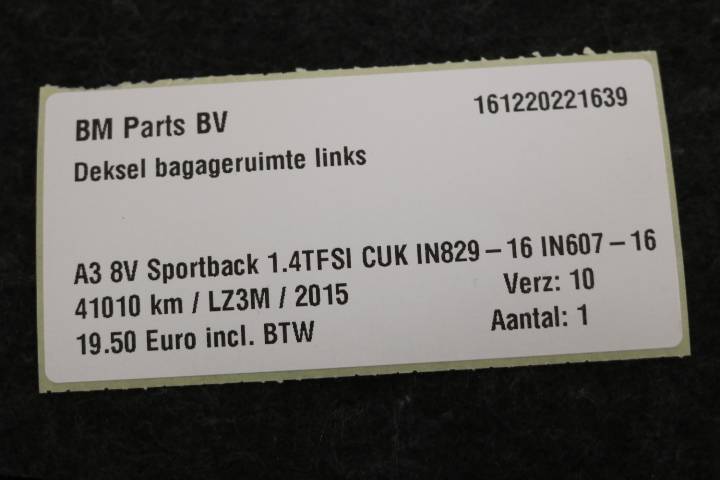 BM Parts BV 161220221639
Deksel bagageruimte links
A3 8V Sportback 1.4TFSI CUK IN829 – 16 IN607 – 16
41010 km / LZ3M / 2015 Verz: 10
19.50 Euro incl. BTW Aantal: 1